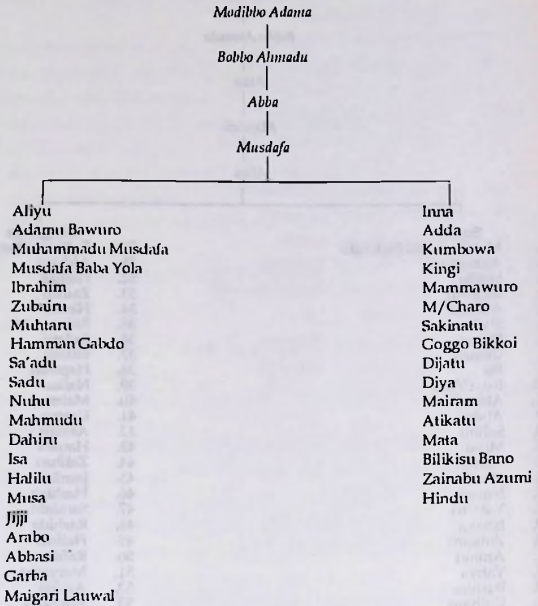 Modibbo Adama
Bobbo Ahmadu
Abba
Musdafa
Aliyu
Adamu Bawuro
Muhammadu Musdafa
Musdafa Baba Yola
Ibrahim
Zubairu
Muhtaru
Hamman Gabdo
Sa'adu
Sadu
Nuhu
Mahmudu
Dahiru
Isa
Halilu
Musa
Jijji
Arabo
Abbasi
Garba
Maigari Lauwal
Inna
Adda
Kumbowa
Kingi
Mammawuro
M/Charo
Sakinatu
Goggo Bikkoi
Dijatu
Diya
Mairam
Atikatu
Mata
Bilikisu Bano
Zainabu Azumi
Hindu